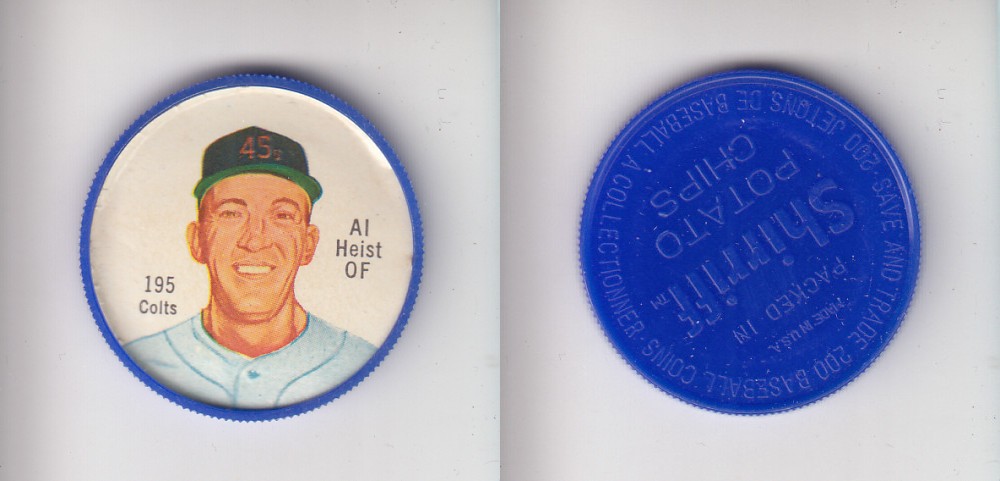 45s
Al
Heist
OF
195
Colts
SAVE AND TRADE 200 BASEBALL COINS · 200 JETONS DE BASEBALL A COLLECTIONNER ·
MADE IN U.S.A.
PACKED IN
Shirriff™
POTATO
CHIPS